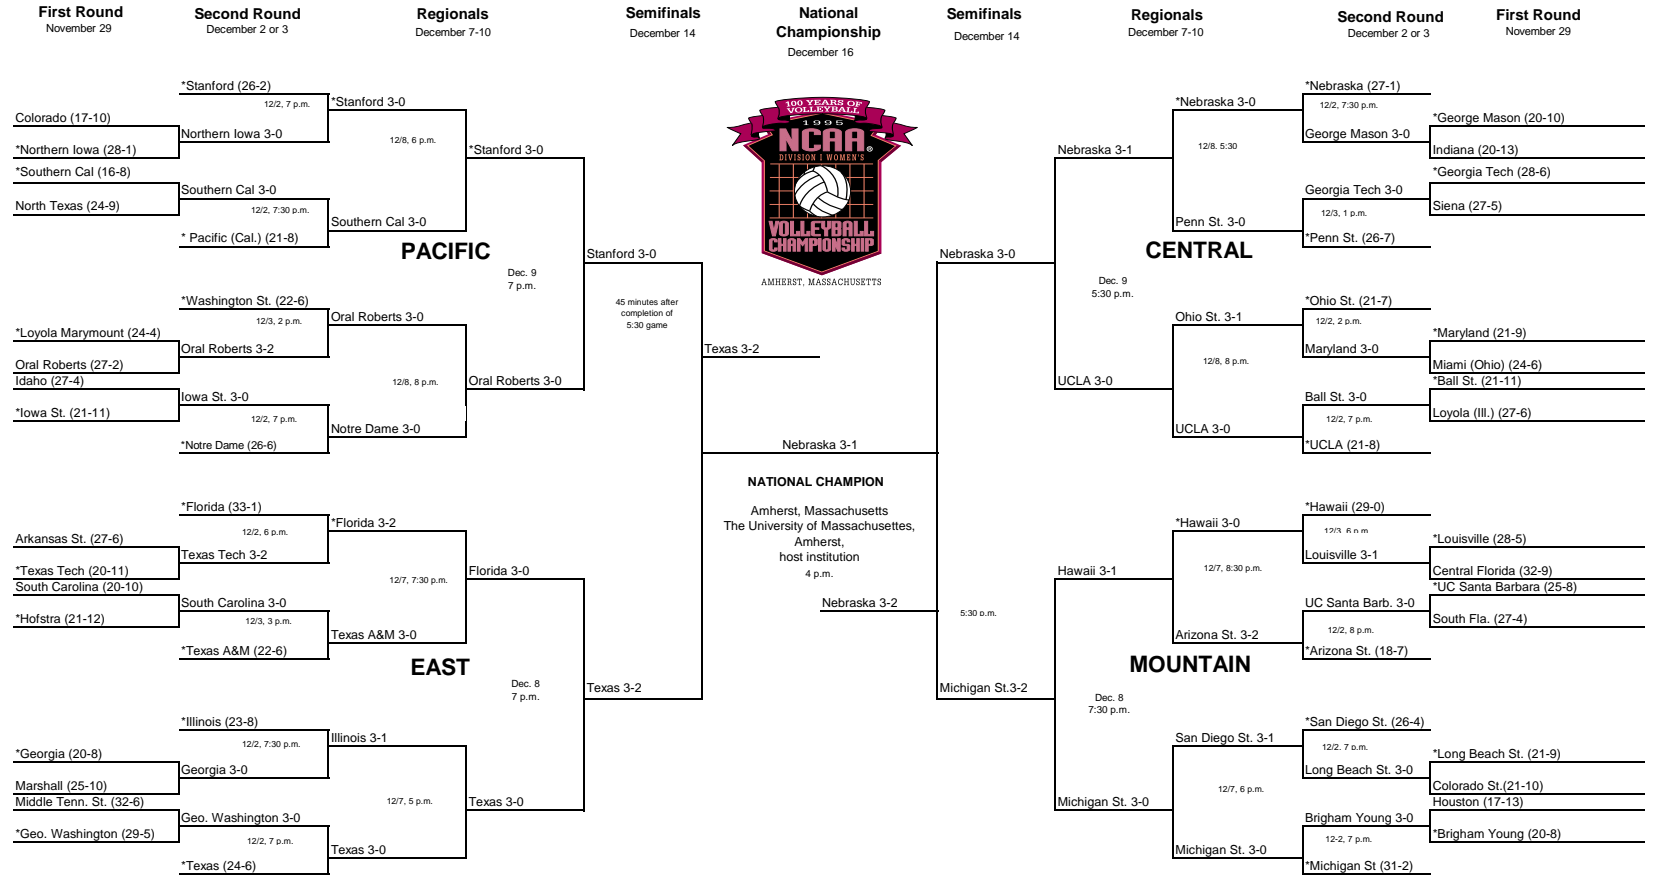 First Round
November 29
Second Round
December 2 or 3
Regionals
December 7-10
Semifinals
December 14
National
Championship
December 16
Semifinals
December 14
Regionals
December 7-10
Second Round
December 2 or 3
First Round
November 29
Colorado (17-10)
*Northern Iowa (28-1)
*Southern Cal (16-8)
North Texas (24-9)
*Loyola Marymount (24-4)
Oral Roberts (27-2)
Idaho (27-4)
*Iowa St. (21-11)
Arkansas St. (27-6)
*Texas Tech (20-11)
South Carolina (20-10)
*Hofstra (21-12)
*Georgia (20-8)
Marshall (25-10)
Middle Tenn. St. (32-6)
*Geo. Washington (29-5)
*Stanford (26-2)
12/2, 7 p.m.
Northern Iowa 3-0
Southern Cal 3-0
12/2, 7:30 p.m.
* Pacific (Cal.) (21-8)
*Washington St. (22-6)
12/3, 2 p.m.
Oral Roberts 3-2
Iowa St. 3-0
12/2, 7 p.m.
*Notre Dame (26-6)
*Florida (33-1)
12/2, 6 p.m.
Texas Tech 3-2
South Carolina 3-0
12/3, 3 p.m.
*Texas A&M (22-6)
*Illinois (23-8)
12/2, 7:30 p.m.
Georgia 3-0
Geo. Washington 3-0
12/2, 7 p.m.
*Texas (24-6)
*Stanford 3-0
12/8, 6 p.m.
Southern Cal 3-0
PACIFIC
Oral Roberts 3-0
12/8, 8 p.m.
Notre Dame 3-0
*Florida 3-2
12/7, 7:30 p.m.
Texas A&M 3-0
EAST
Illinois 3-1
12/7, 5 p.m.
Texas 3-0
*Stanford 3-0
Dec. 9
7 p.m.
Oral Roberts 3-0
Florida 3-0
Dec. 8
7 p.m.
Texas 3-0
Stanford 3-0
45 minutes after
completion of
5:30 game
Texas 3-2
Texas 3-2
100 YEARS OF
VOLLEYBALL
1995
NCAA®
DIVISION I WOMEN'S
VOLLEYBALL
CHAMPIONSHIP
AMHERST, MASSACHUSETTS
Nebraska 3-1
NATIONAL CHAMPION
Amherst, Massachusetts
The University of Massachusettes,
Amherst,
host institution
4 p.m.
Nebraska 3-2
Nebraska 3-0
5:30 p.m.
Michigan St.3-2
Nebraska 3-1
Dec. 9
5:30 p.m.
UCLA 3-0
Hawaii 3-1
Dec. 8
7:30 p.m.
Michigan St. 3-0
*Nebraska 3-0
12/8. 5:30
Penn St. 3-0
CENTRAL
Ohio St. 3-1
12/8, 8 p.m.
UCLA 3-0
*Hawaii 3-0
12/7, 8:30 p.m.
Arizona St. 3-2
MOUNTAIN
San Diego St. 3-1
12/7, 6 p.m.
Michigan St. 3-0
*Nebraska (27-1)
12/2, 7:30 p.m.
George Mason 3-0
Georgia Tech 3-0
12/3, 1 p.m.
*Penn St. (26-7)
*Ohio St. (21-7)
12/2, 2 p.m.
Maryland 3-0
Ball St. 3-0
12/2, 7 p.m.
*UCLA (21-8)
*Hawaii (29-0)
12/3, 6 p.m.
Louisville 3-1
UC Santa Barb. 3-0
12/2, 8 p.m.
*Arizona St. (18-7)
*San Diego St. (26-4)
12/2. 7 p.m.
Long Beach St. 3-0
Brigham Young 3-0
12-2, 7 p.m.
*Michigan St (31-2)
*George Mason (20-10)
Indiana (20-13)
*Georgia Tech (28-6)
Siena (27-5)
*Maryland (21-9)
Miami (Ohio) (24-6)
*Ball St. (21-11)
Loyola (Ill.) (27-6)
*Louisville (28-5)
Central Florida (32-9)
*UC Santa Barbara (25-8)
South Fla. (27-4)
*Long Beach St. (21-9)
Colorado St.(21-10)
Houston (17-13)
*Brigham Young (20-8)